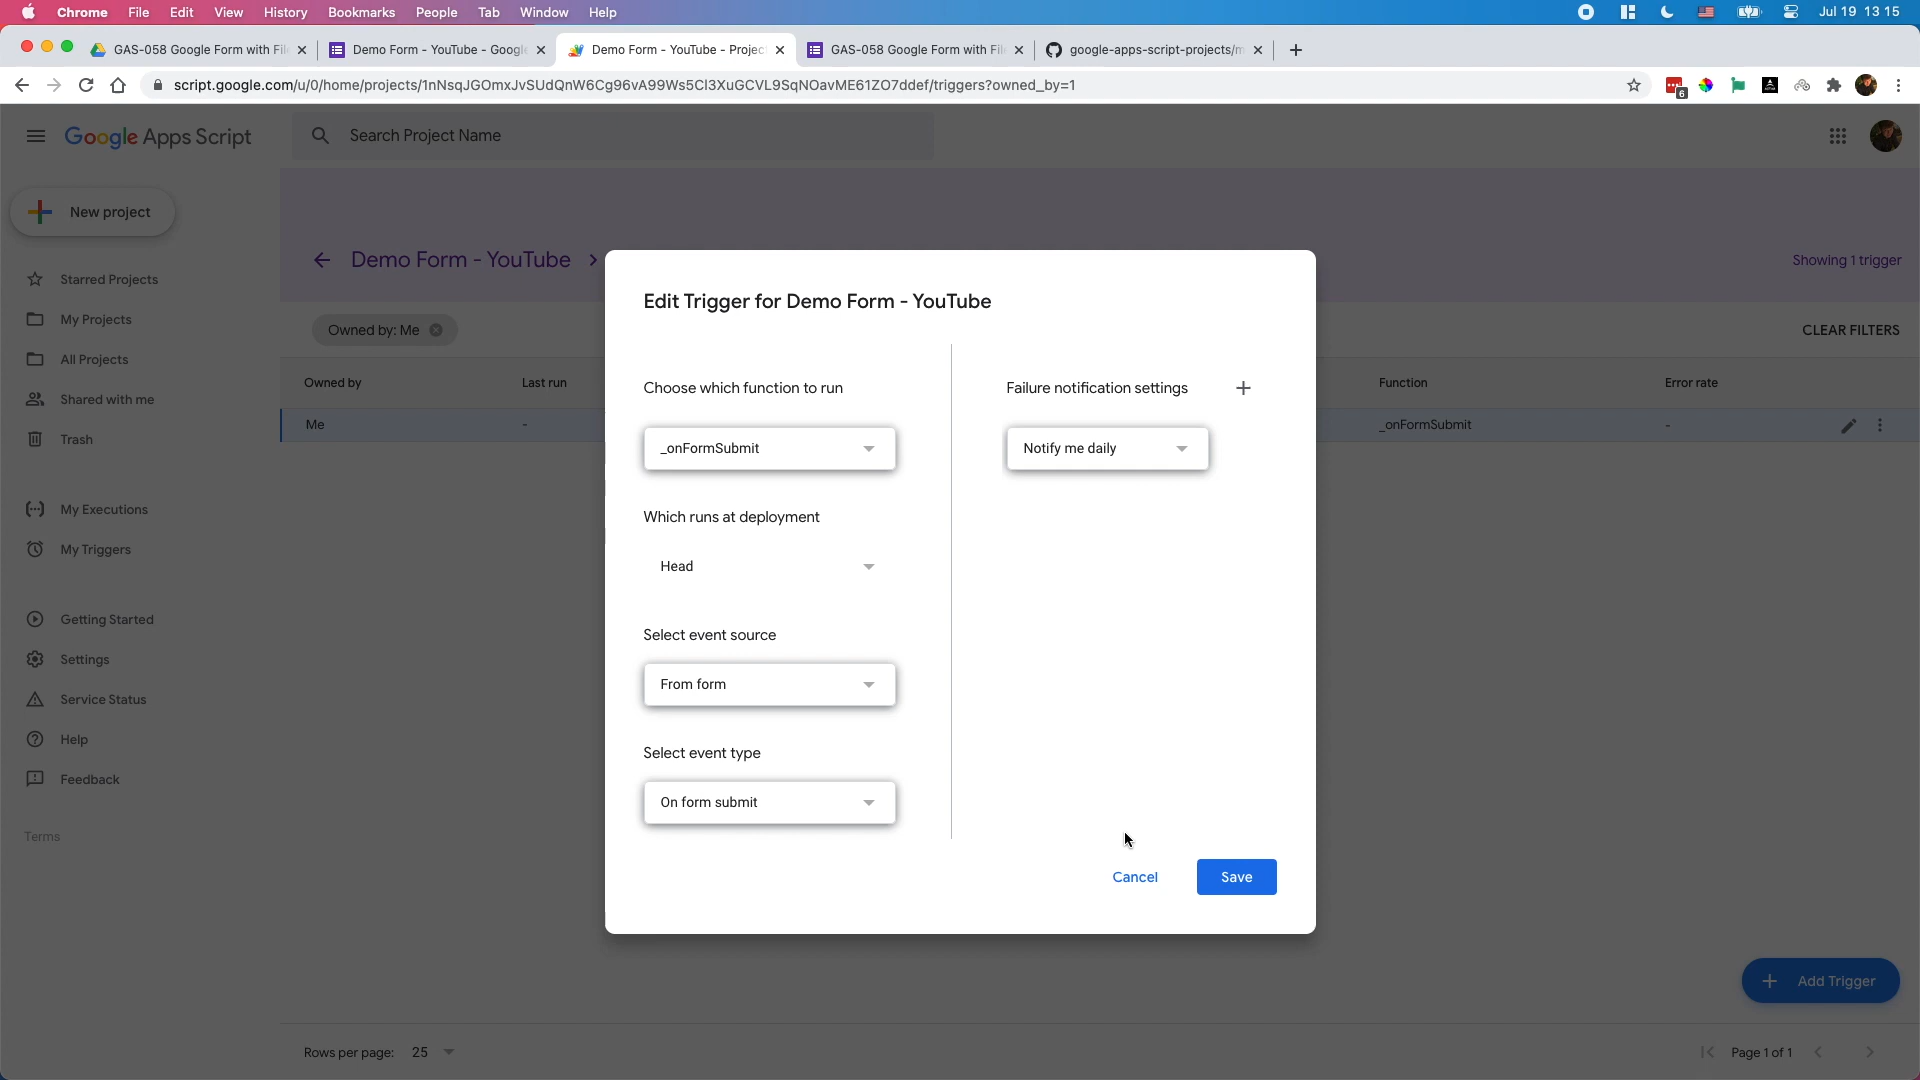 Chrome File Edit View History Bookmarks People Tab Window Help Jul 19 13 15
GAS-058 Google Form with Fil Demo Form - YouTube - Google Demo Form - YouTube - Project GAS-058 Google Form with Fil google-apps-script-projects/m
script.google.com/u/0/home/projects/1nNsqJGOmxJvSUdQnW6Cg96vA99Ws5Cl3XuGCVL9SqNOavME61ZO7ddef/triggers?owned_by=1
6
Google Apps Script Search Project Name
New project
Demo Form - YouTube Showing 1 trigger
Starred Projects
My Projects
All Projects
Shared with me
Trash
My Executions
My Triggers
Getting Started
Settings
Service Status
Help
Feedback
Terms
Owned by: Me CLEAR FILTERS
Owned by Last run Function Error rate
Me - _onFormSubmit -
Edit Trigger for Demo Form - YouTube
Choose which function to run
_onFormSubmit
Which runs at deployment
Head
Select event source
From form
Select event type
On form submit
Failure notification settings
Notify me daily
Cancel Save
Add Trigger
Rows per page: 25 Page 1 of 1